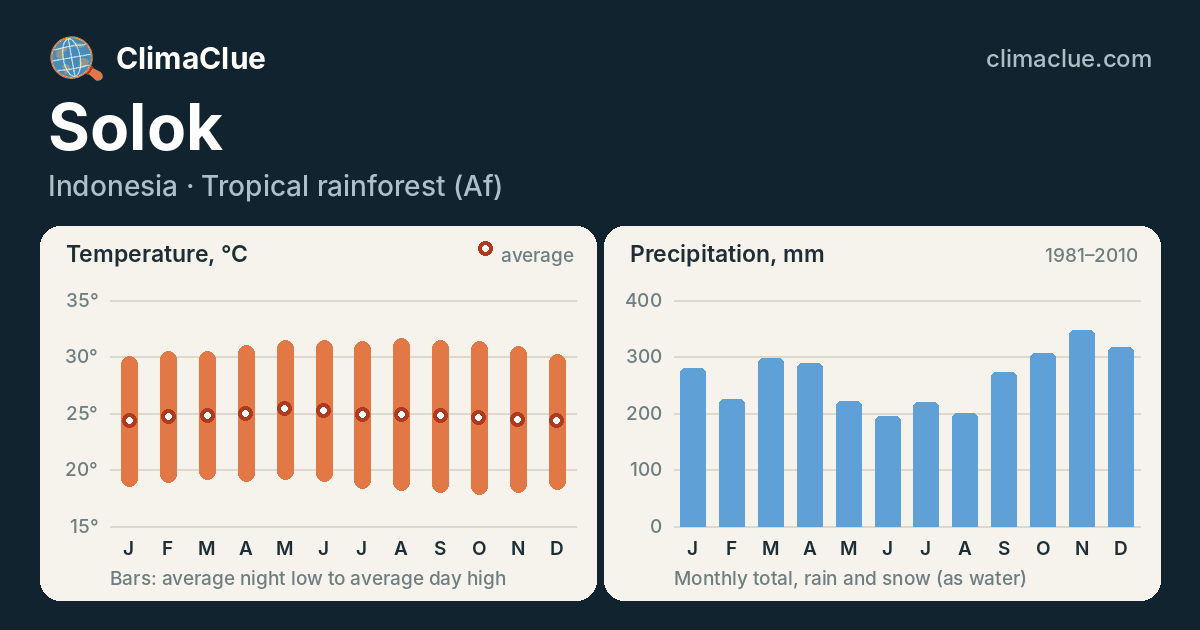 ClimaClue
climaclue.com
Solok
Indonesia · Tropical rainforest (Af)
Temperature, °C
average
35°
30°
25°
20°
15°
J F M A M J J A S O N D
Bars: average night low to average day high
Precipitation, mm
1981–2010
400
300
200
100
0
J F M A M J J A S O N D
Monthly total, rain and snow (as water)